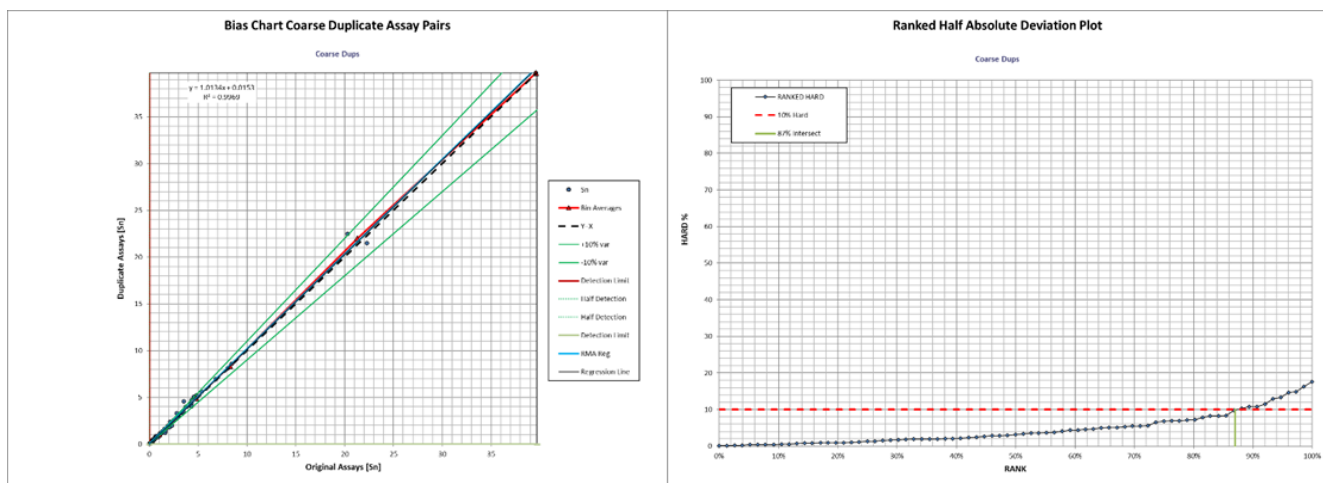 Bias Chart Coarse Duplicate Assay Pairs
Coarse Dups
y = 1.0134x + 0.0153
R² = 0.9969
35
30
25
20
15
10
5
0
0
5
10
15
20
25
30
35
Duplicate Assays [Sn]
Original Assays [Sn]
Sn
Bin Averages
Y=X
+10% var
-10% var
Detection Limit
Half Detection
Half Detection
Detection Limit
RMA Reg
Regression Line
Ranked Half Absolute Deviation Plot
Coarse Dups
RANKED HARD
10% Hard
87% Intersect
HARD %
100
90
80
70
60
50
40
30
20
10
0
0%
10%
20%
30%
40%
50%
60%
70%
80%
90%
100%
RANK